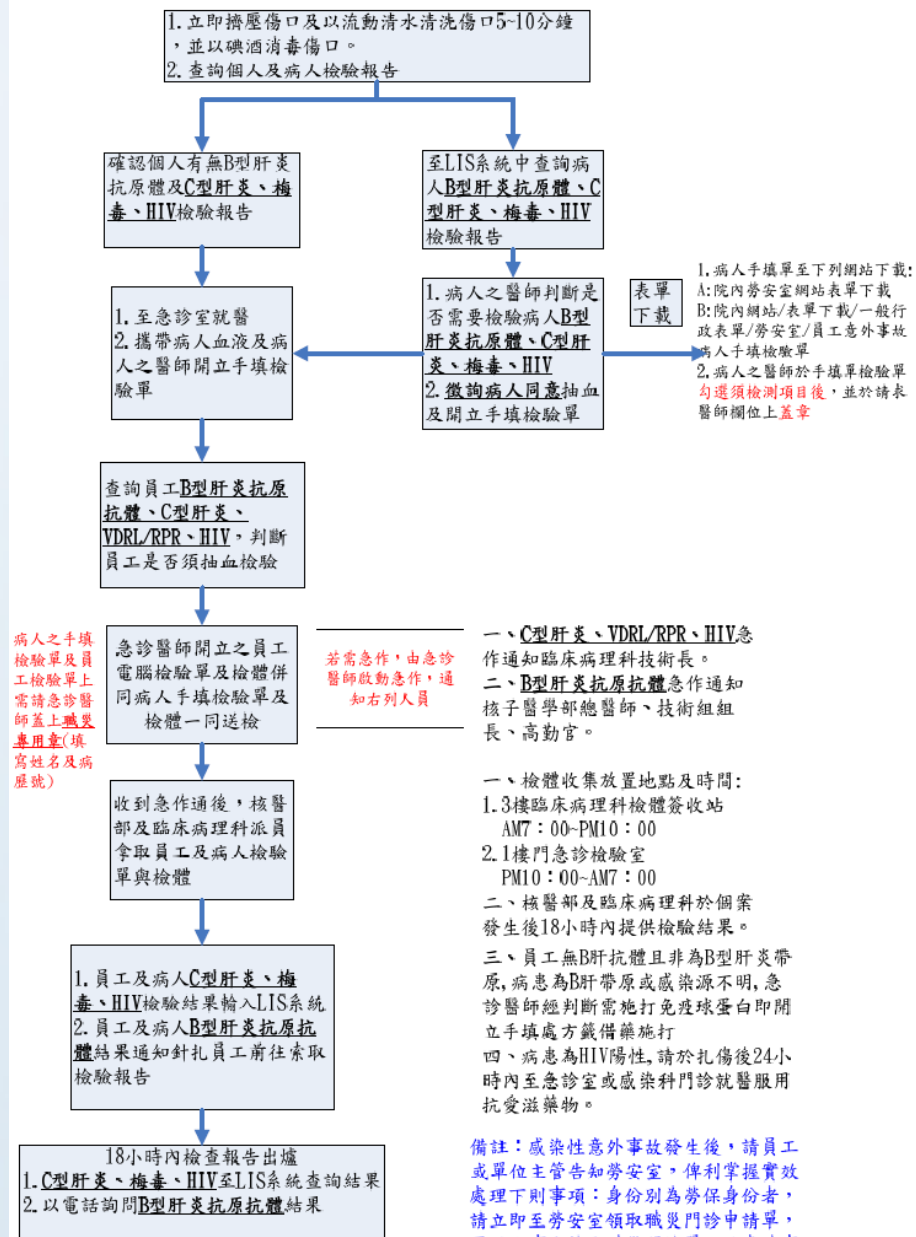 1.立即擠壓傷口及以流動清水清洗傷口5~10分鐘
，並以碘酒消毒傷口。
2.查詢個人及病人檢驗報告
確認個人有無B型肝炎
抗原體及C型肝炎、梅
毒、HIV檢驗報告
至LIS系統中查詢病
人B型肝炎抗原體、C
型肝炎、梅毒、HIV
檢驗報告
1.至急診室就醫
2.攜帶病人血液及病
人之醫師開立手填檢
驗單
1.病人之醫師判斷是
否需要檢驗病人B型
肝炎抗原體、C型肝
炎、梅毒、HIV
2.徵詢病人同意抽血
及開立手填檢驗單
表單
下載
1.病人手填單至下列網站下載:
A:院內勞安室網站表單下載
B:院內網站/表單下載/一般行
政表單/勞安室/員工意外事故
病人手填檢驗單
2.病人之醫師於手填單檢驗單
勾選須檢測項目後，並於請表
醫師欄位上蓋章
查詢員工B型肝炎抗原
抗體、C型肝炎、
VDRL/RPR、HIV，判斷
員工是否須抽血檢驗
病人之手填
檢驗單及員
工檢驗單上
需請急診醫
師蓋上職災
專用章(填
寫姓名及病
歷號)
急診醫師開立之員工
電腦檢驗單及檢體併
同病人手填檢驗單及
檢體一同送檢
若需急作，由急診
醫師啟動急作，通
知右列人員
一、C型肝炎、VDRL/RPR、HIV急
作通知臨床病理科技術長。
二、B型肝炎抗原抗體急作通知
核子醫學部總醫師、技術組組
長、高勤官。
收到急作通後，核醫
部及臨床病理科派員
拿取員工及病人檢驗
單與檢體
一、檢體收集放置地點及時間:
1.3樓臨床病理科檢體簽收站
AM7：00~PM10：00
2.1樓門急診檢驗室
PM10：00~AM7：00
二、核醫部及臨床病理科於個案
發生後18小時內提供檢驗結果。
三、員工無B肝抗體且非為B型肝炎帶
原,病患為B肝帶原或感染源不明,急
診醫師經判斷需施打免疫球蛋白即開
立手填處方籤借藥施打
四、病患為HIV陽性,請於扎傷後24小
時內至急診室或感染科門診就醫服用
抗愛滋藥物。
1.員工及病人C型肝炎、梅
毒、HIV檢驗結果輸入LIS系統
2.員工及病人B型肝炎抗原抗
體結果通知針扎員工前往索取
檢驗報告
18小時內檢查報告出爐
1.C型肝炎、梅毒、HIV至LIS系統查詢結果
2.以電話詢問B型肝炎抗原抗體結果
備註：感染性意外事故發生後，請員工
或單位主管告知勞安室，俾利掌握實效
處理下則事項：身份別為勞保身份者，
請立即至勞安室領取職災門診申請單，